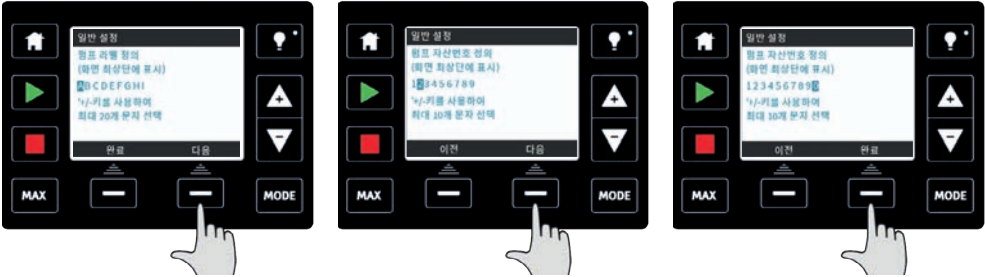 일반 설정
펌프 라벨 정의
(화면 최상단에 표시)
ABCDEFGHI
'+/-키를 사용하여
최대 20개 문자 선택
완료 다음
MAX MODE
일반 설정
펌프 자산번호 정의
(화면 최상단에 표시)
123456789
'+/-키를 사용하여
최대 10개 문자 선택
이전 다음
MAX MODE
일반 설정
펌프 자산번호 정의
(화면 최상단에 표시)
1234567890
'+/-키를 사용하여
최대 10개 문자 선택
이전 완료
MAX MODE